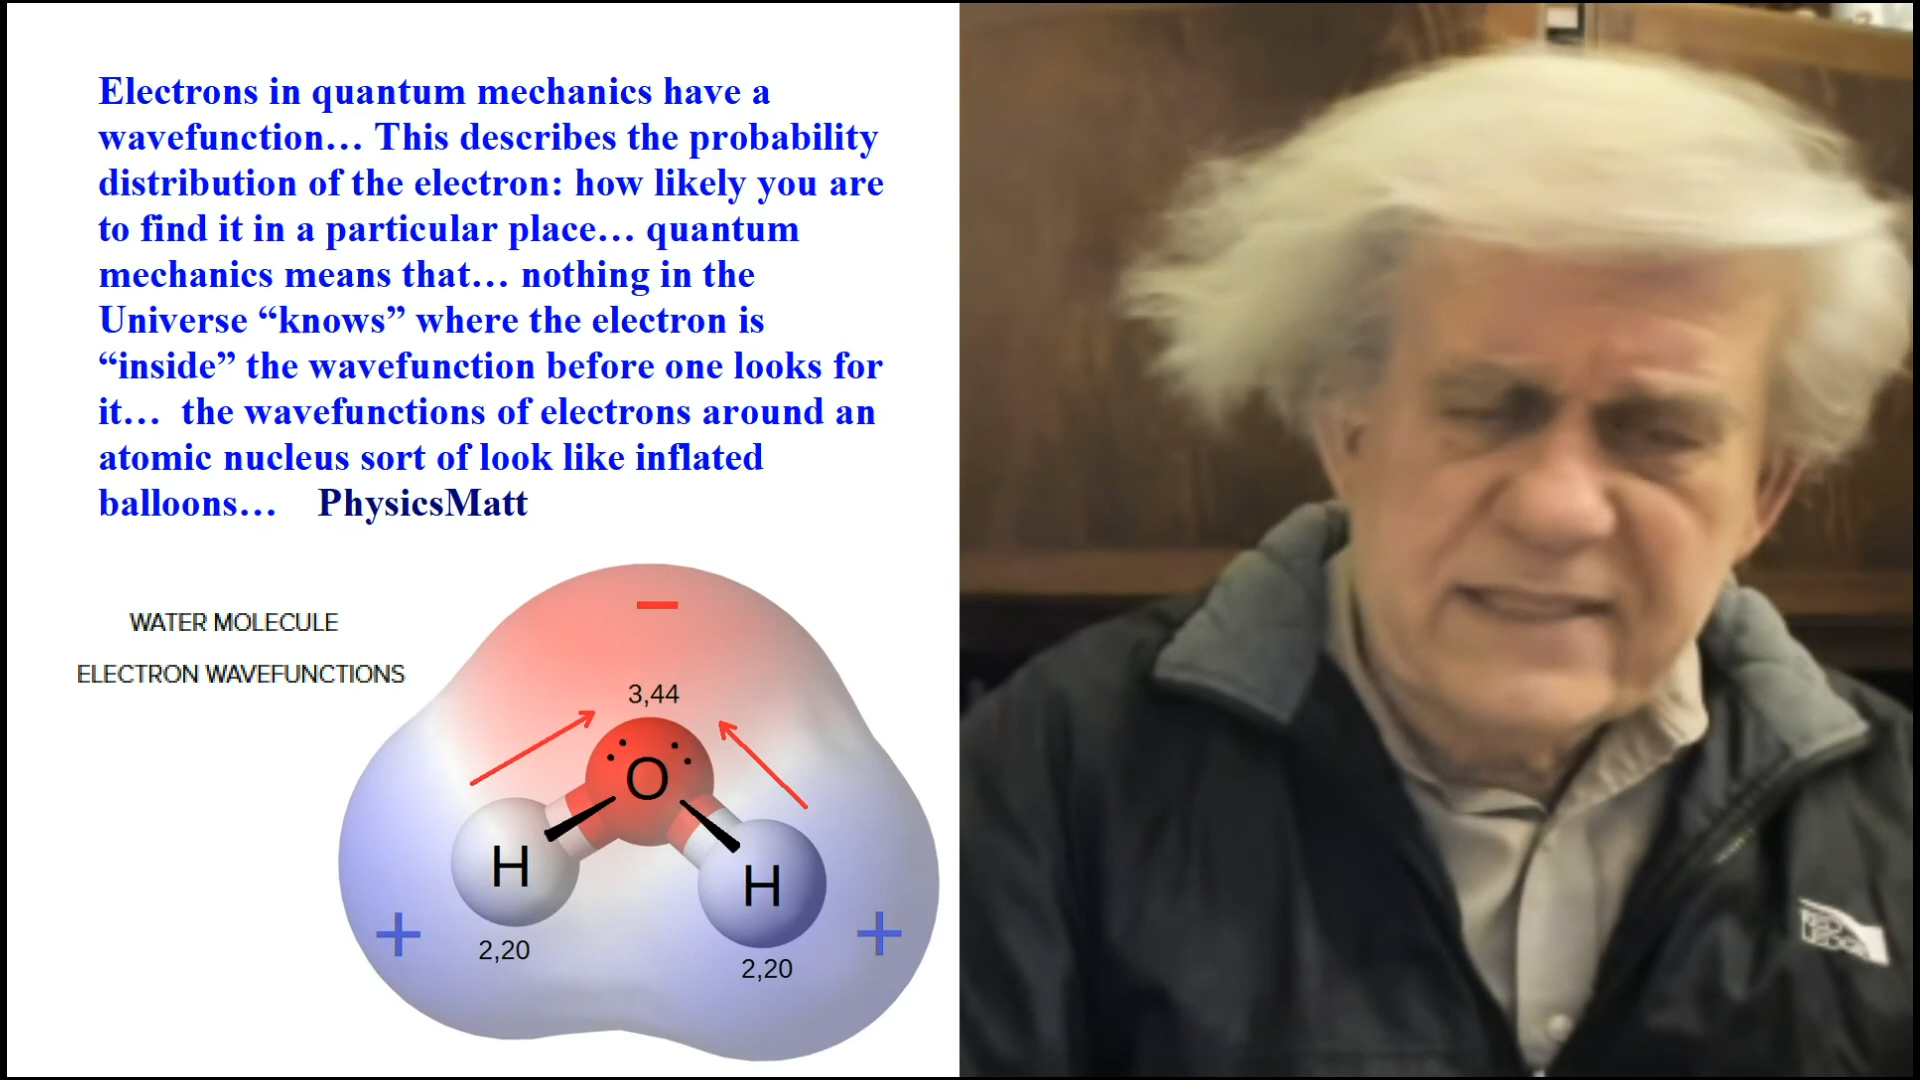 Electrons in quantum mechanics have a
wavefunction… This describes the probability
distribution of the electron: how likely you are
to find it in a particular place… quantum
mechanics means that… nothing in the
Universe “knows” where the electron is
“inside” the wavefunction before one looks for
it…  the wavefunctions of electrons around an
atomic nucleus sort of look like inflated
balloons…    PhysicsMatt
WATER MOLECULE
ELECTRON WAVEFUNCTIONS
−
3,44
O
H
H
+
+
2,20
2,20
RED
LEDGE